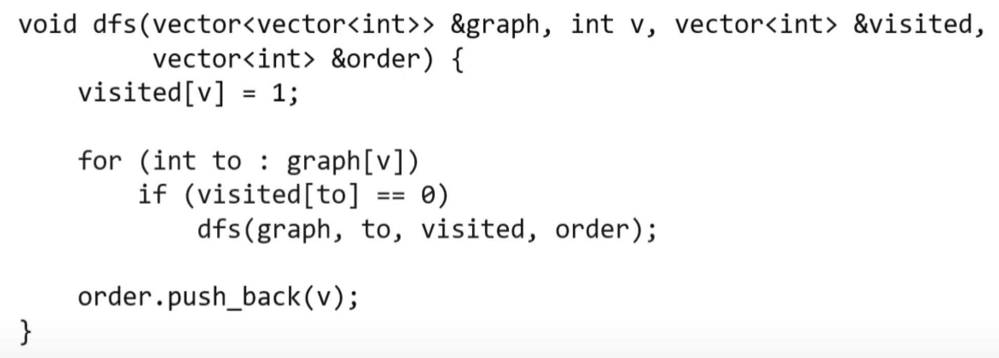 void dfs(vector<vector<int>> &graph, int v, vector<int> &visited,
         vector<int> &order) {
    visited[v] = 1;

    for (int to : graph[v])
        if (visited[to] == 0)
            dfs(graph, to, visited, order);

    order.push_back(v);
}